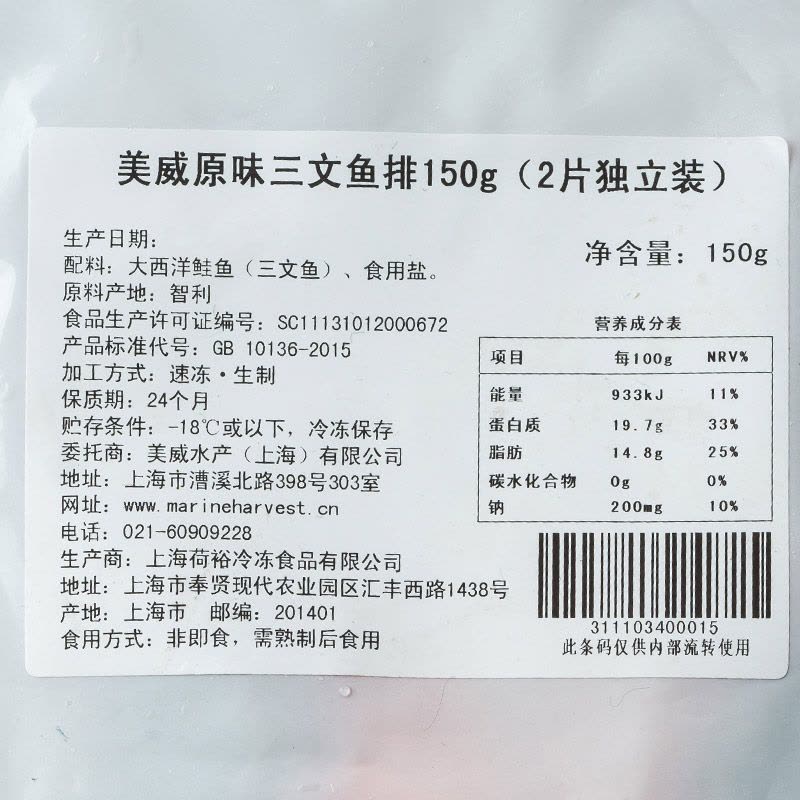 美威原味三文鱼排150g（2片独立装）
生产日期：
净含量：150g
配料：大西洋鲑鱼（三文鱼）、食用盐。
原料产地：智利
食品生产许可证编号：SC11131012000672
产品标准代号：GB 10136-2015
加工方式：速冻·生制
保质期：24个月
贮存条件：-18℃或以下，冷冻保存
委托商：美威水产（上海）有限公司
地址：上海市漕溪北路398号303室
网址：www.marineharvest.cn
电话：021-60909228
生产商：上海荷裕冷冻食品有限公司
地址：上海市奉贤现代农业园区汇丰西路1438号
产地：上海市 邮编：201401
食用方式：非即食，需熟制后食用
营养成分表
项目 每100g NRV%
能量 933kJ 11%
蛋白质 19.7g 33%
脂肪 14.8g 25%
碳水化合物 0g 0%
钠 200mg 10%
311103400015
此条码仅供内部流转使用